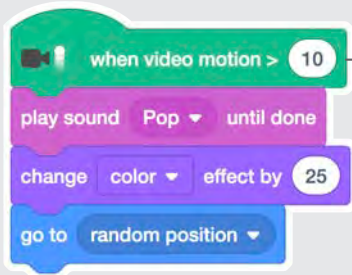 when video motion > 10
play sound Pop until done
change color effect by 25
go to random position